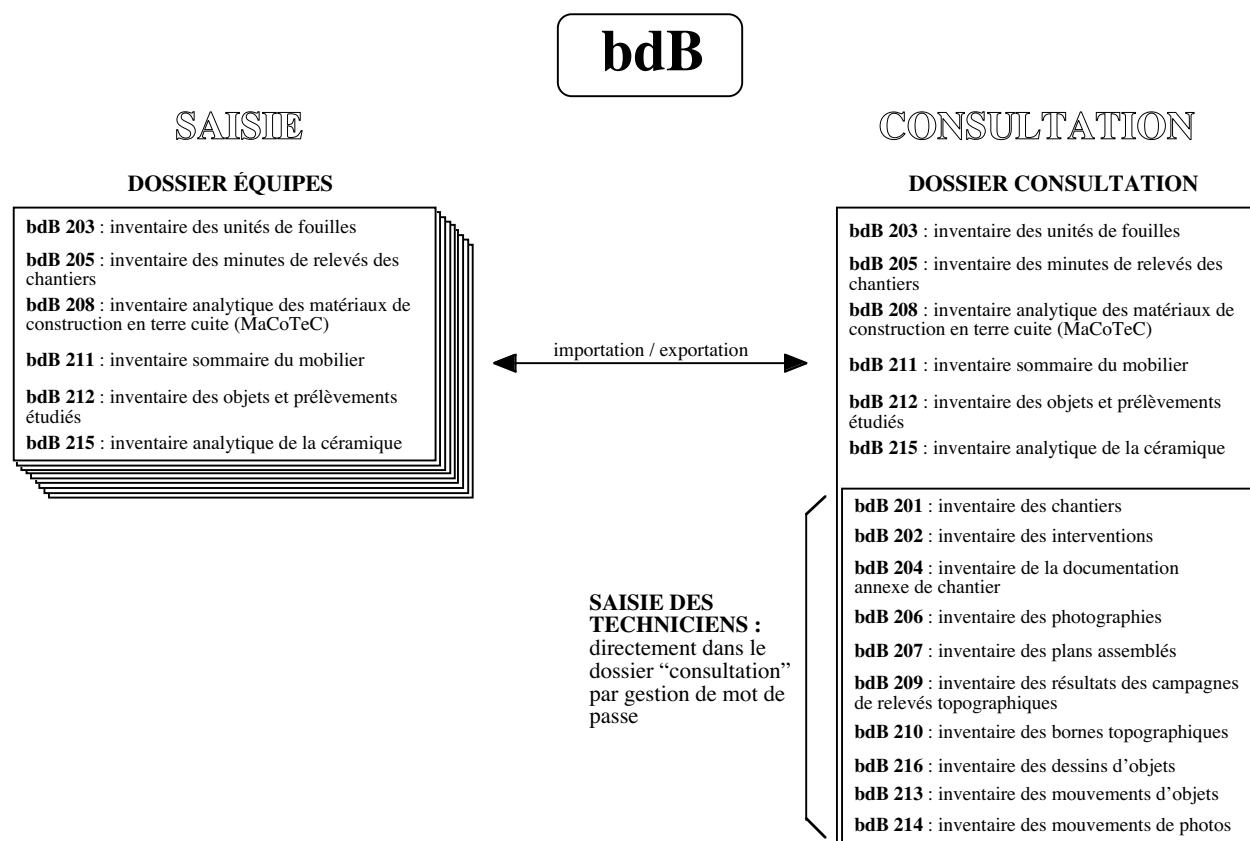 bdB
SAISIE
DOSSIER ÉQUIPES
bdB 203 : inventaire des unités de fouilles
bdB 205 : inventaire des minutes de relevés des
chantiers
bdB 208 : inventaire analytique des matériaux de
construction en terre cuite (MaCoTeC)
bdB 211 : inventaire sommaire du mobilier
bdB 212 : inventaire des objets et prélèvements
étudiés
bdB 215 : inventaire analytique de la céramique
importation / exportation
CONSULTATION
DOSSIER CONSULTATION
bdB 203 : inventaire des unités de fouilles
bdB 205 : inventaire des minutes de relevés des
chantiers
bdB 208 : inventaire analytique des matériaux de
construction en terre cuite (MaCoTeC)
bdB 211 : inventaire sommaire du mobilier
bdB 212 : inventaire des objets et prélèvements
étudiés
bdB 215 : inventaire analytique de la céramique
SAISIE DES
TECHNICIENS :
directement dans le
dossier “consultation”
par gestion de mot de
passe
bdB 201 : inventaire des chantiers
bdB 202 : inventaire des interventions
bdB 204 : inventaire de la documentation
annexe de chantier
bdB 206 : inventaire des photographies
bdB 207 : inventaire des plans assemblés
bdB 209 : inventaire des résultats des campagnes
de relevés topographiques
bdB 210 : inventaire des bornes topographiques
bdB 216 : inventaire des dessins d’objets
bdB 213 : inventaire des mouvements d’objets
bdB 214 : inventaire des mouvements de photos